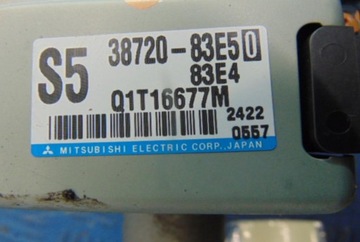 S5 38720-83E50
83E4
Q1T16677M
2422
0557
MITSUBISHI ELECTRIC CORP., JAPAN